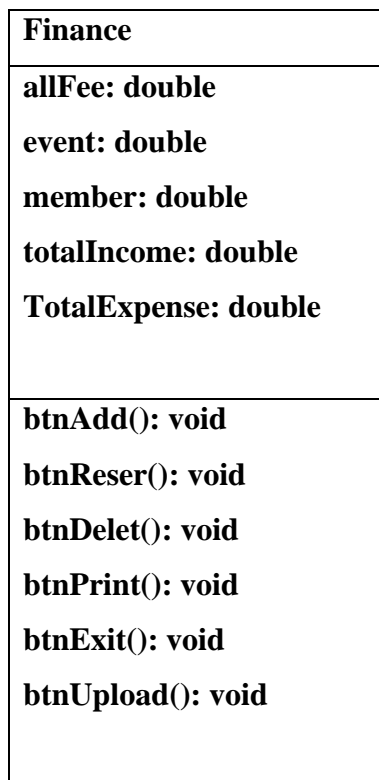 Finance
allFee: double
event: double
member: double
totalIncome: double
TotalExpense: double
btnAdd(): void
btnReser(): void
btnDelet(): void
btnPrint(): void
btnExit(): void
btnUpload(): void